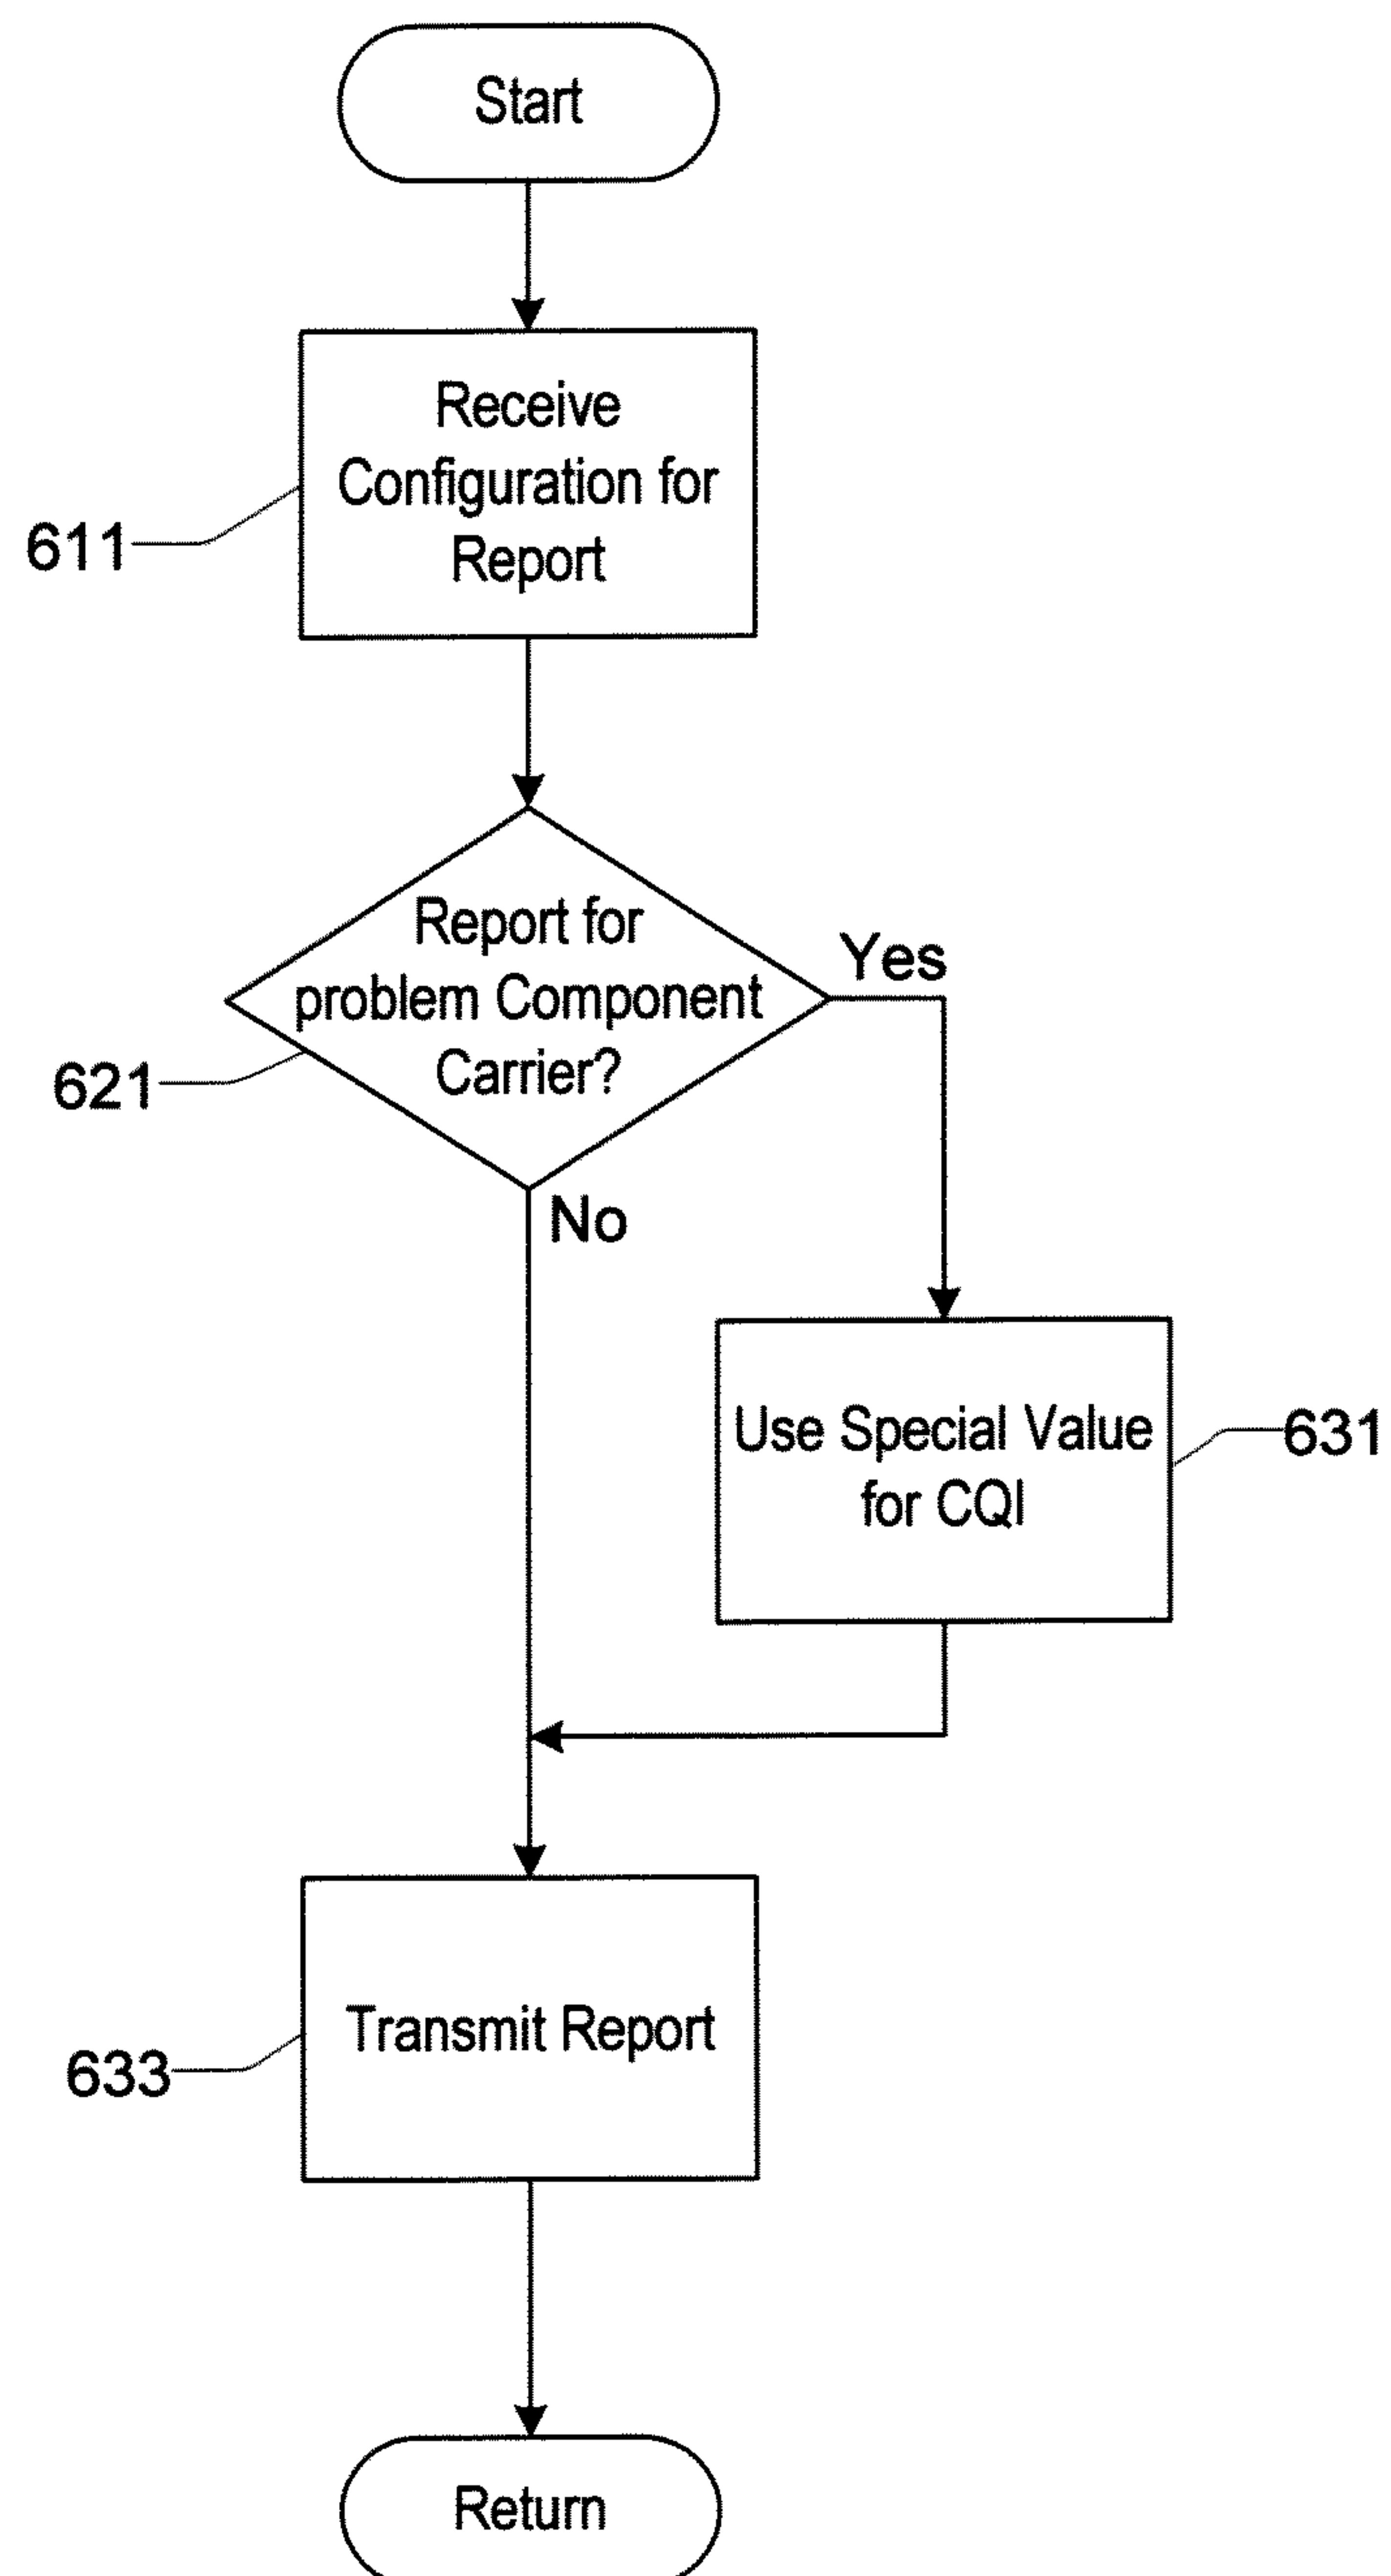 Start
Receive
Configuration for
Report
611
Report for
problem Component
Carrier?
Yes
621
No
Use Special Value
for CQI
631
Transmit Report
633
Return